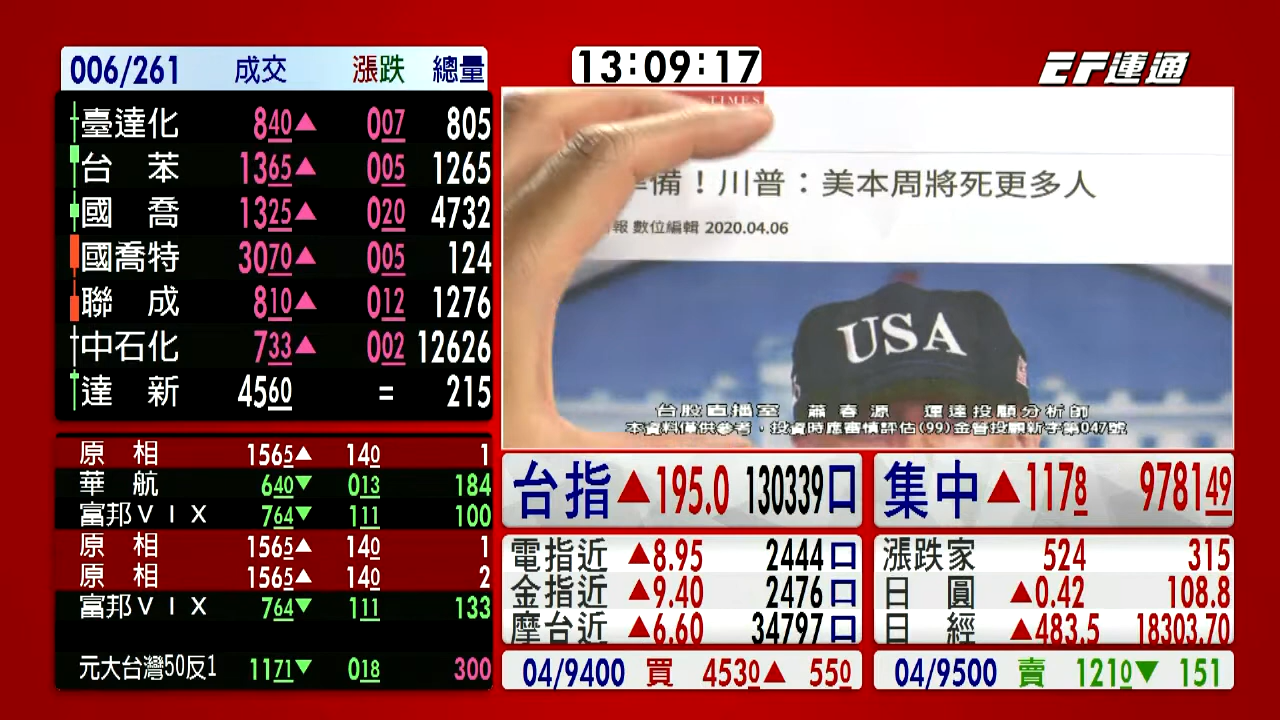 006/261 成交 漲跌 總量
臺達化 840▲ 007 805
台苯 1365▲ 005 1265
國喬 1325▲ 020 4732
國喬特 3070▲ 005 124
聯成 810▲ 012 1276
中石化 733▲ 002 12626
達新 4560 = 215
原相 1565▲ 140 1
華航 640▼ 013 184
富邦VIX 764▼ 111 100
原相 1565▲ 140 1
原相 1565▲ 140 2
富邦VIX 764▼ 111 133
元大台灣50反1 1171▼ 018 300
13:09:17
EF運通
TIMES
備！川普：美本周將死更多人
報 數位編輯 2020.04.06
USA
台股直播室 蕭春源 運達投顧分析師
本資料僅供參考，投資時應審慎評估(99)金管投顧新字第047號
台指▲195.0 130339口
電指近 ▲8.95 2444口
金指近 ▲9.40 2476口
摩台近 ▲6.60 34797口
04/9400 買 4530▲ 550
集中▲1178 978149
漲跌家 524 315
日圓 ▲0.42 108.8
日經 ▲483.5 18303.70
04/9500 賣 1210▼ 151